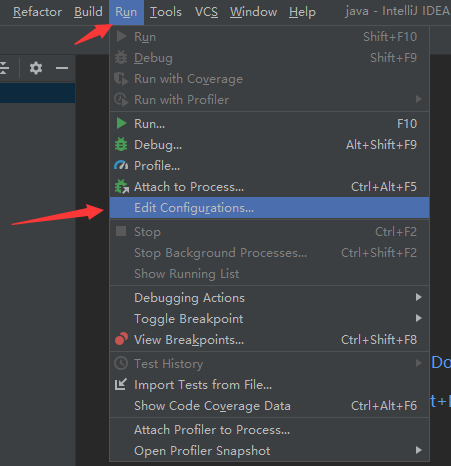 Refactor Build Run Tools VCS Window Help java - IntelliJ IDEA
Run Shift+F10
Debug Shift+F9
Run with Coverage
Run with Profiler
Run... F10
Debug... Alt+Shift+F9
Profile...
Attach to Process... Ctrl+Alt+F5
Edit Configurations...
Stop Ctrl+F2
Stop Background Processes... Ctrl+Shift+F2
Show Running List
Debugging Actions
Toggle Breakpoint
View Breakpoints... Ctrl+Shift+F8
Test History
Import Tests from File...
Show Code Coverage Data Ctrl+Alt+F6
Attach Profiler to Process...
Open Profiler Snapshot
Do